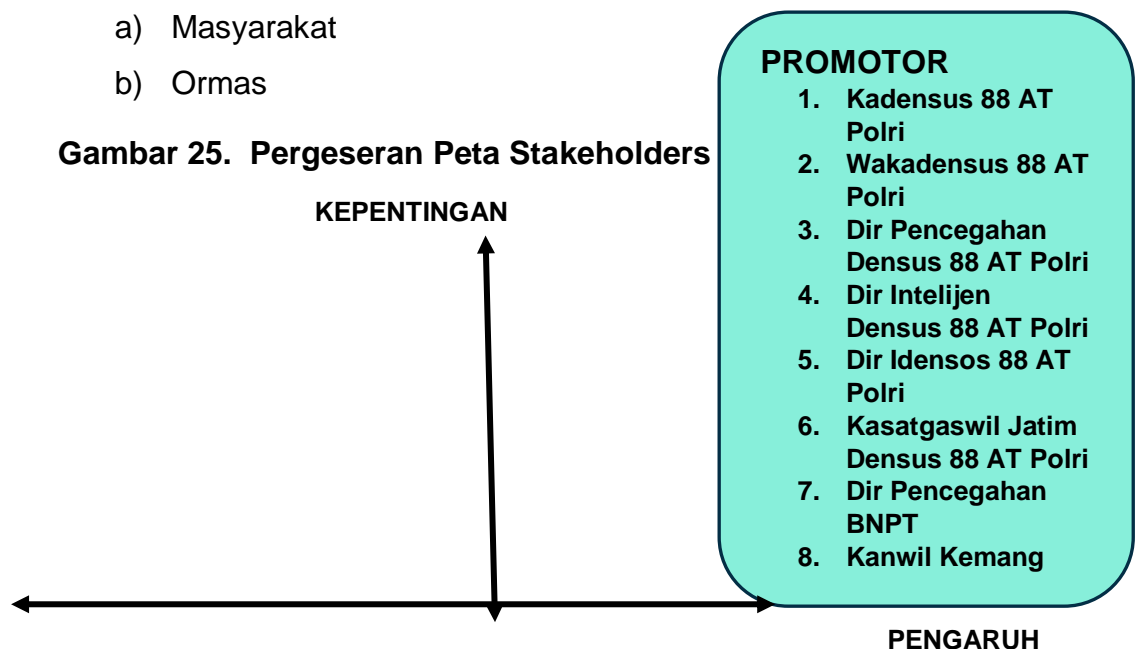 a) Masyarakat
b) Ormas
Gambar 25. Pergeseran Peta Stakeholders
KEPENTINGAN
PROMOTOR
1. Kadensus 88 AT
Polri
2. Wakadensus 88 AT
Polri
3. Dir Pencegahan
Densus 88 AT Polri
4. Dir Intelijen
Densus 88 AT Polri
5. Dir Idensos 88 AT
Polri
6. Kasatgaswil Jatim
Densus 88 AT Polri
7. Dir Pencegahan
BNPT
8. Kanwil Kemang
PENGARUH